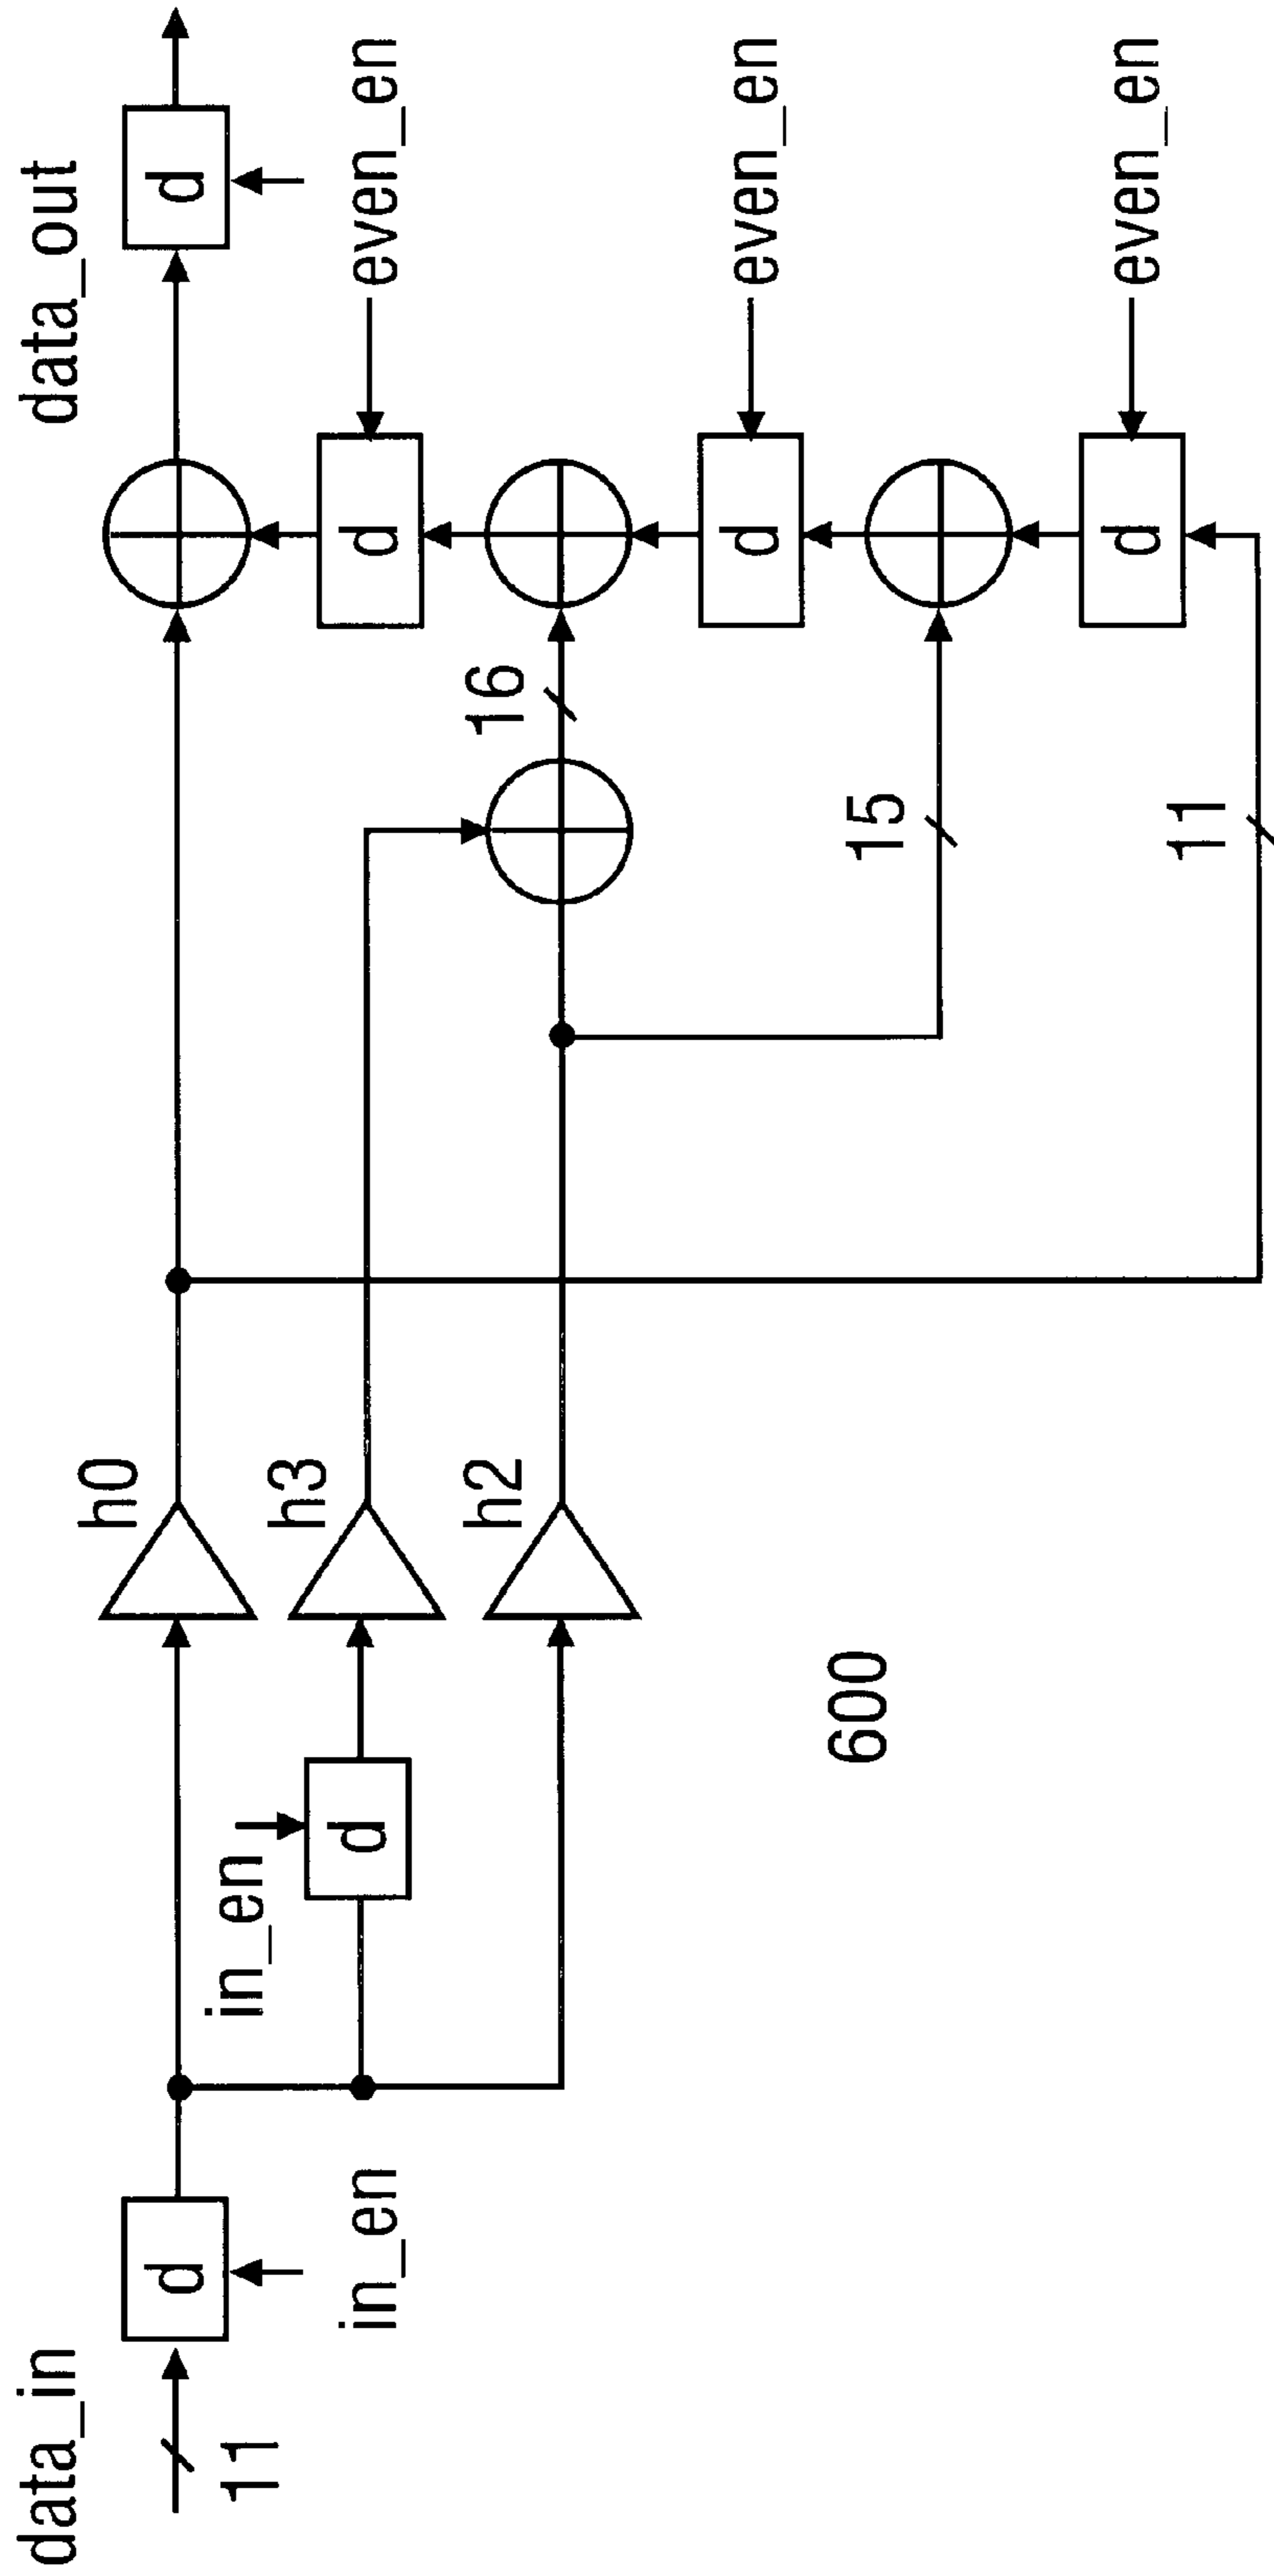 data_in
11
d
in_en
in_en
d
h0
h3
h2
11
15
16
d
even_en
d
even_en
d
even_en
data_out
d
600